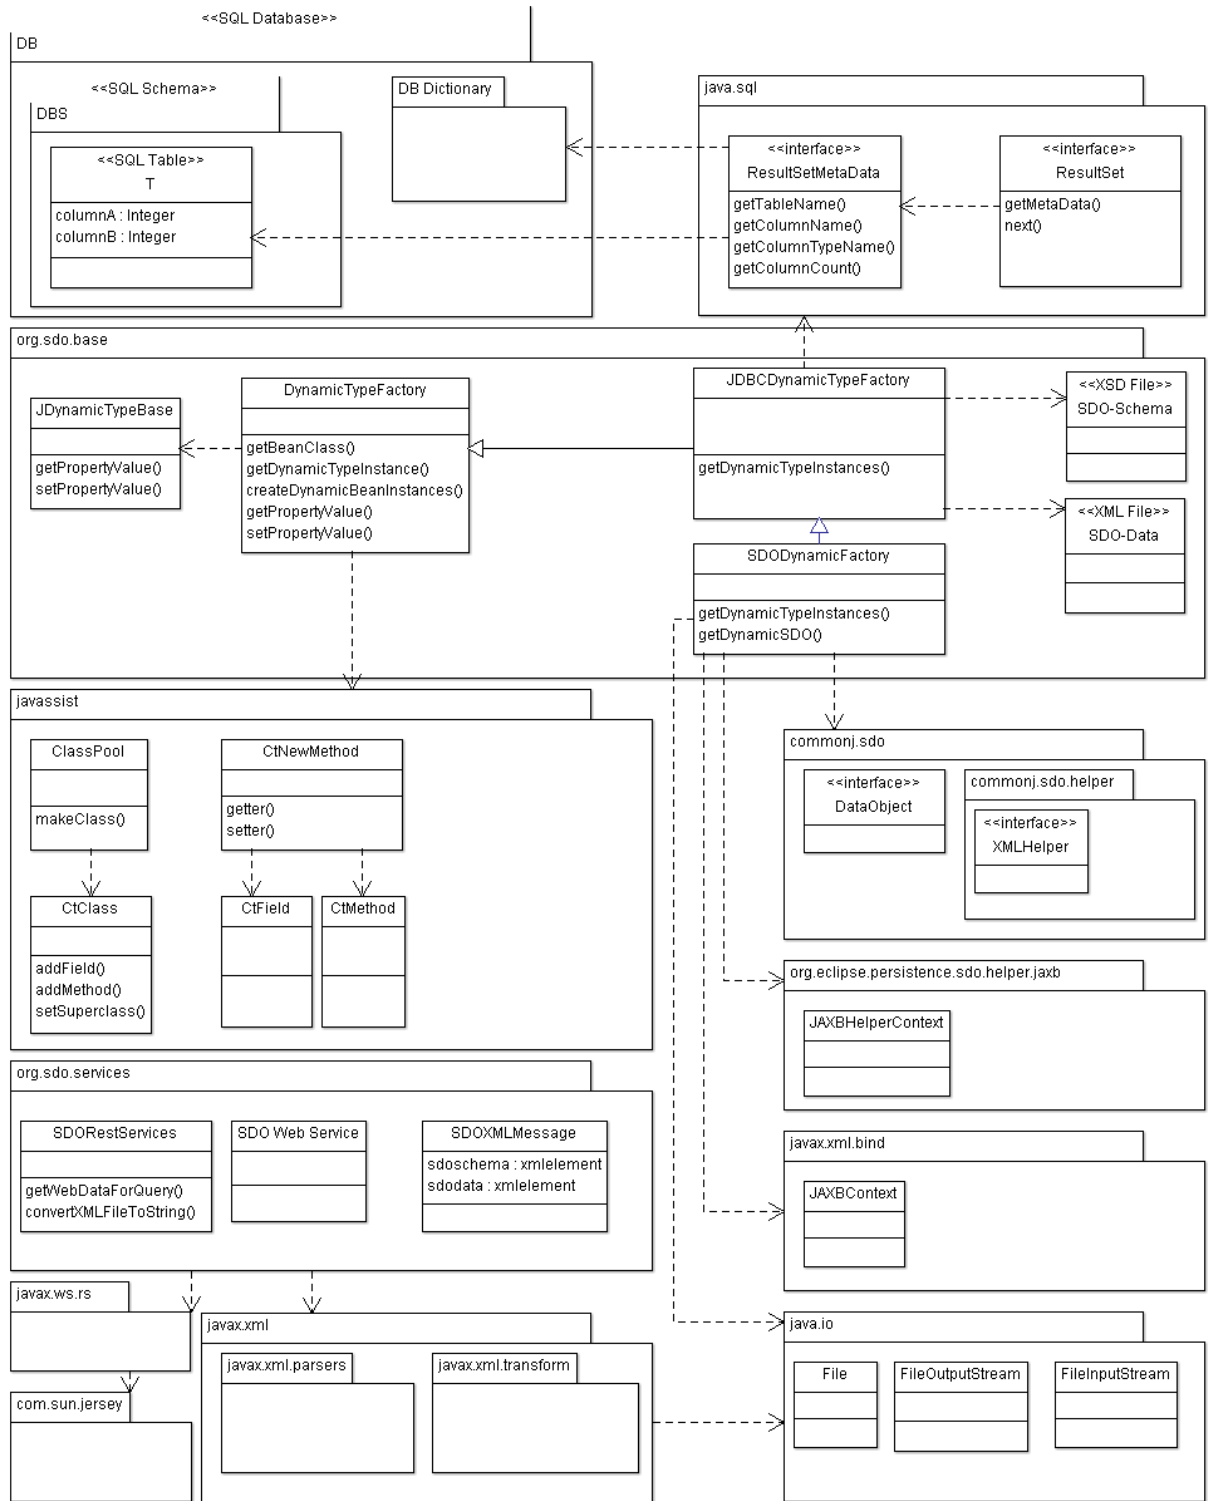 <<SQL Database>>
DB
<<SQL Schema>>
DBS
<<SQL Table>>
T
columnA : Integer
columnB : Integer
DB Dictionary
java.sql
<<interface>>
ResultSetMetaData
getTableName()
getColumnName()
getColumnTypeName()
getColumnCount()
<<interface>>
ResultSet
getMetaData()
next()
org.sdo.base
JDynamicTypeBase
getPropertyValue()
setPropertyValue()
DynamicTypeFactory
getBeanClass()
getDynamicTypeInstance()
createDynamicBeanInstances()
getPropertyValue()
setPropertyValue()
JDBCDynamicTypeFactory
getDynamicTypeInstances()
<<XSD File>>
SDO-Schema
<<XML File>>
SDO-Data
SDODynamicFactory
getDynamicTypeInstances()
getDynamicSDO()
javassist
ClassPool
makeClass()
CtNewMethod
getter()
setter()
CtClass
addField()
addMethod()
setSuperclass()
CtField
CtMethod
commonj.sdo
<<interface>>
DataObject
commonj.sdo.helper
<<interface>>
XMLHelper
org.eclipse.persistence.sdo.helper.jaxb
JAXBHelperContext
org.sdo.services
SDORestServices
getWebDataForQuery()
convertXMLFileToString()
SDO Web Service
SDOXMLMessage
sdoschema : xmlelement
sdodata : xmlelement
javax.xml.bind
JAXBContext
javax.ws.rs
com.sun.jersey
javax.xml
javax.xml.parsers
javax.xml.transform
java.io
File
FileOutputStream
FileInputStream